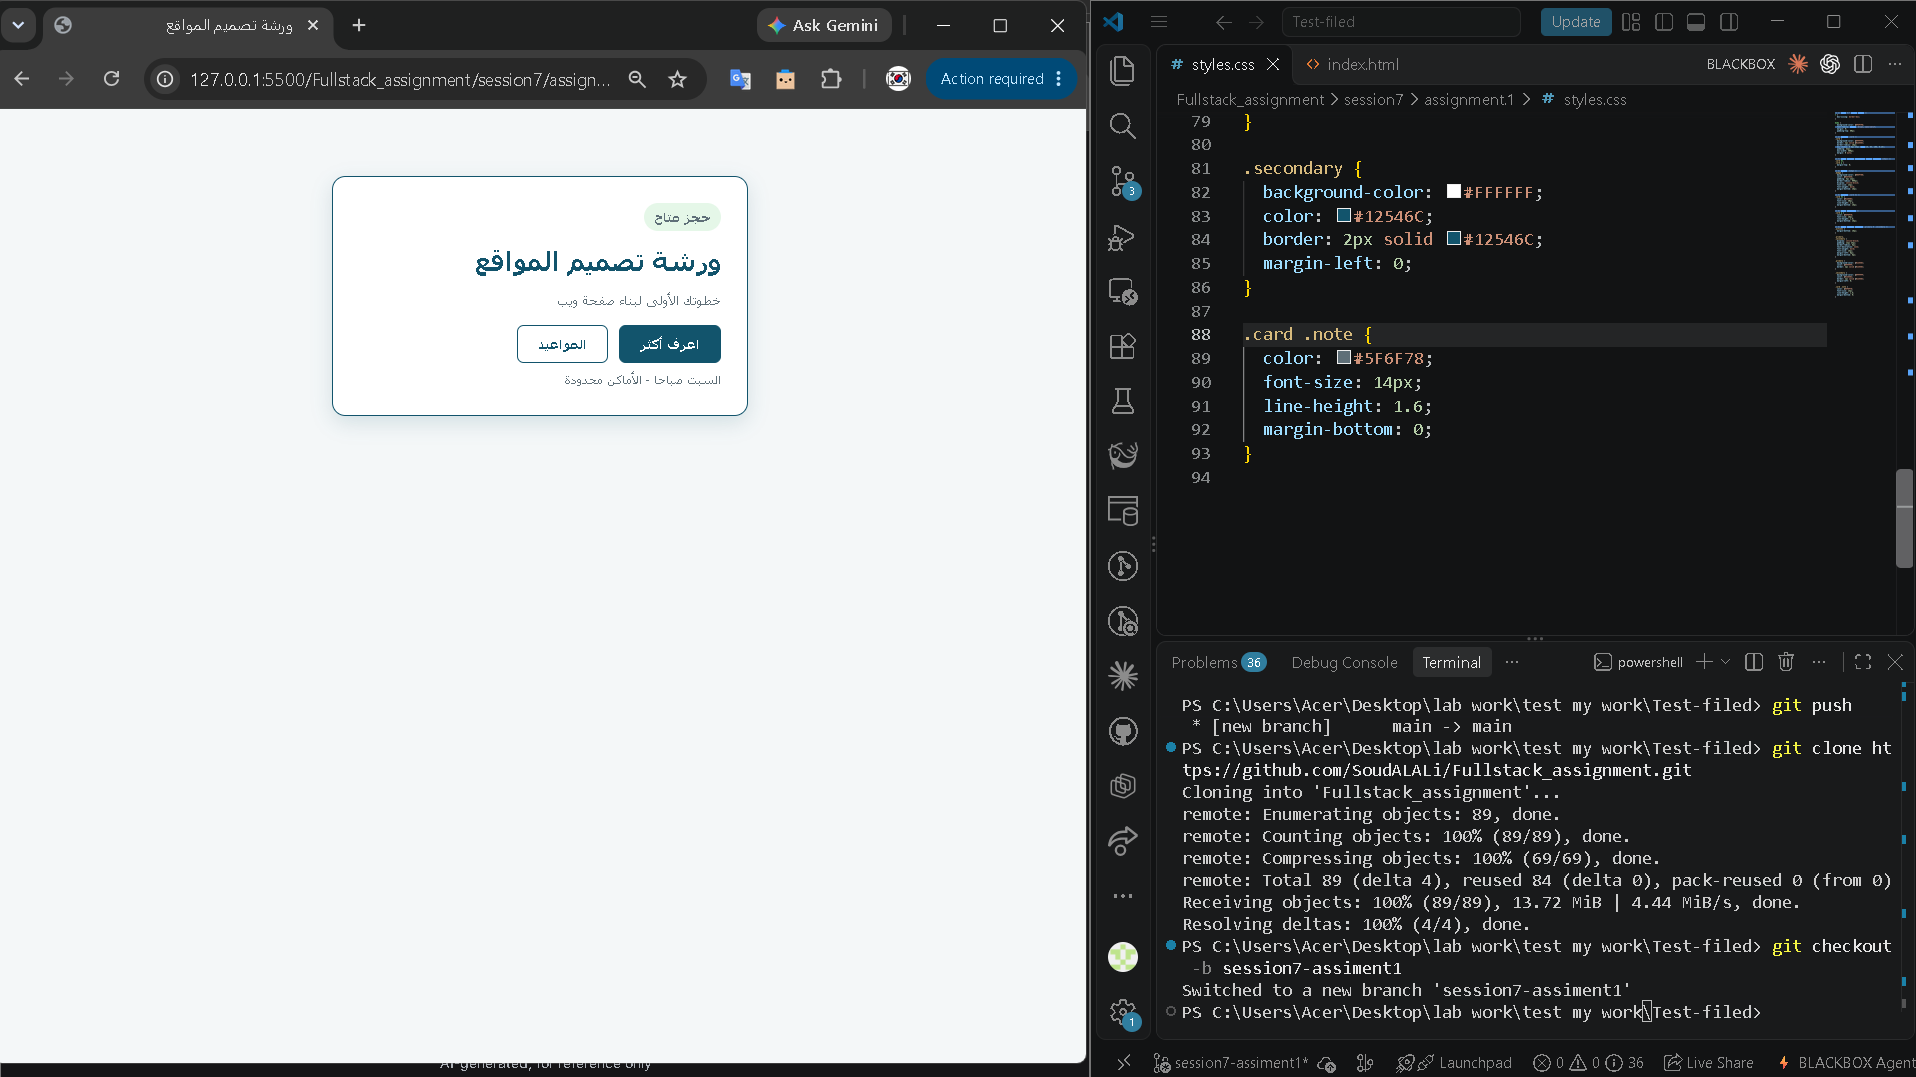 ورشة تصميم المواقع
Ask Gemini
127.0.0.1:5500/Fullstack_assignment/session7/assign...
Action required
حجز متاح
ورشة تصميم المواقع
خطوتك الأولى لبناء صفحة ويب
اعرف أكثر
المواعيد
السبت صباحا - الأماكن محدودة
AI-generated, for reference only
Test-filed
Update
# styles.css
<> index.html
BLACKBOX
Fullstack_assignment > session7 > assignment.1 > # styles.css
79 }
80
81 .secondary {
82 background-color: #FFFFFF;
83 color: #12546C;
84 border: 2px solid #12546C;
85 margin-left: 0;
86 }
87
88 .card .note {
89 color: #5F6F78;
90 font-size: 14px;
91 line-height: 1.6;
92 margin-bottom: 0;
93 }
94
3
1
Problems 36 Debug Console Terminal ... powershell
PS C:\Users\Acer\Desktop\lab work\test my work\Test-filed> git push
* [new branch] main -> main
PS C:\Users\Acer\Desktop\lab work\test my work\Test-filed> git clone ht
tps://github.com/SoudALALi/Fullstack_assignment.git
Cloning into 'Fullstack_assignment'...
remote: Enumerating objects: 89, done.
remote: Counting objects: 100% (89/89), done.
remote: Compressing objects: 100% (69/69), done.
remote: Total 89 (delta 4), reused 84 (delta 0), pack-reused 0 (from 0)
Receiving objects: 100% (89/89), 13.72 MiB | 4.44 MiB/s, done.
Resolving deltas: 100% (4/4), done.
PS C:\Users\Acer\Desktop\lab work\test my work\Test-filed> git checkout
-b session7-assiment1
Switched to a new branch 'session7-assiment1'
PS C:\Users\Acer\Desktop\lab work\test my work\Test-filed>
session7-assiment1* Launchpad 0 0 36 Live Share BLACKBOX Agent